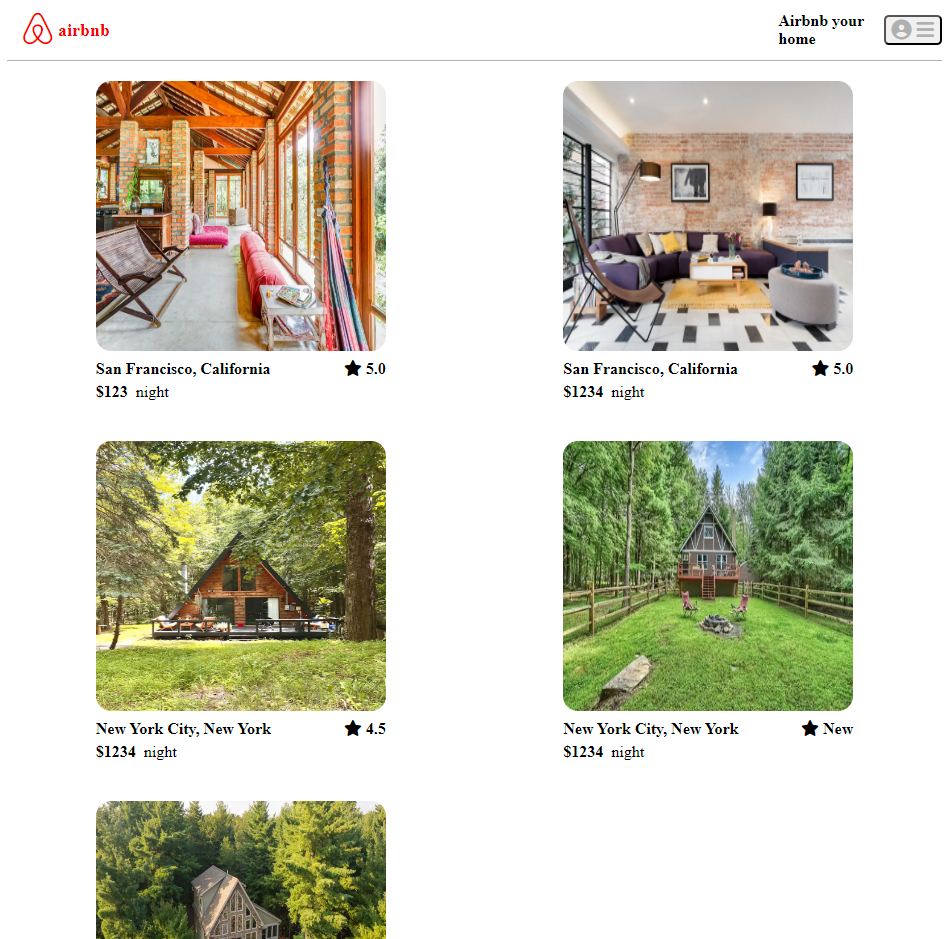 airbnb
Airbnb your
home
San Francisco, California 5.0
$123 night
San Francisco, California 5.0
$1234 night
New York City, New York 4.5
$1234 night
New York City, New York New
$1234 night